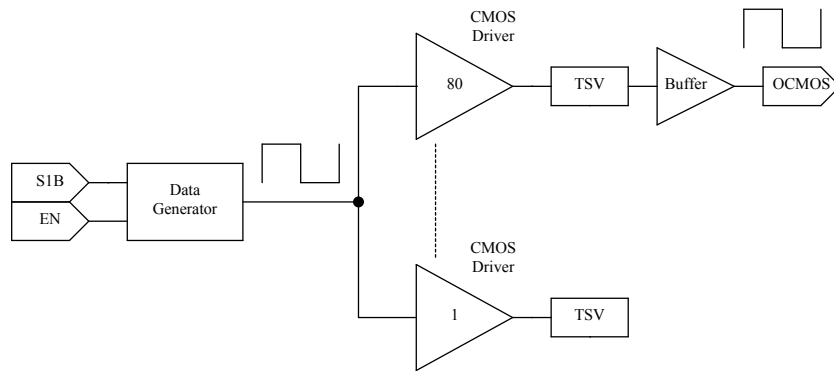 CMOS
Driver
80
TSV
Buffer
OCMOS
S1B
EN
Data
Generator
CMOS
Driver
1
TSV